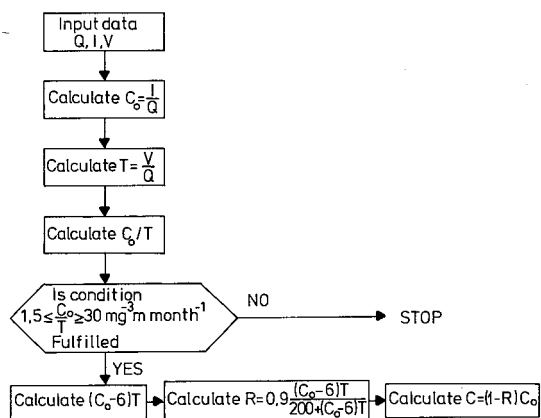 Input data
Q, I, V
Calculate C₀=I/Q
Calculate T=V/Q
Calculate C₀/T
Is condition
1,5≤C₀/T≥30 mg⁻³m month⁻¹
Fulfilled
NO
STOP
YES
Calculate (C₀-6)T
Calculate R=0,9 (C₀-6)T/200+(C₀-6)T
Calculate C=(1-R)C₀